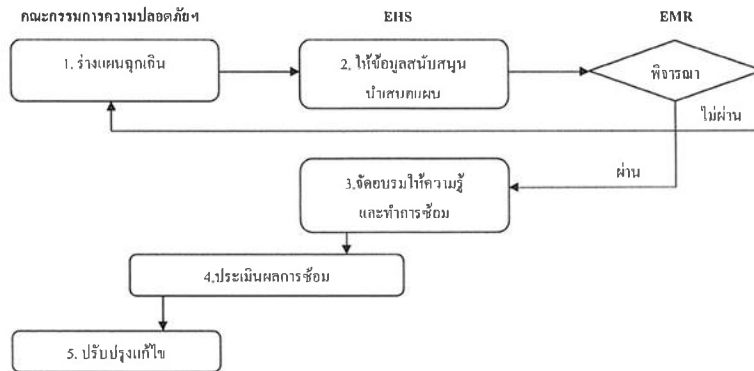 คณะกรรมการความปลอดภัยฯ
EHS
EMR
1. ร่างแผนฉุกเฉิน
2. ให้ข้อมูลสนับสนุน
นำเสนอแผน
พิจารณา
ไม่ผ่าน
ผ่าน
3.จัดอบรมให้ความรู้
และทำการซ้อม
4.ประเมินผลการซ้อม
5. ปรับปรุงแก้ไข